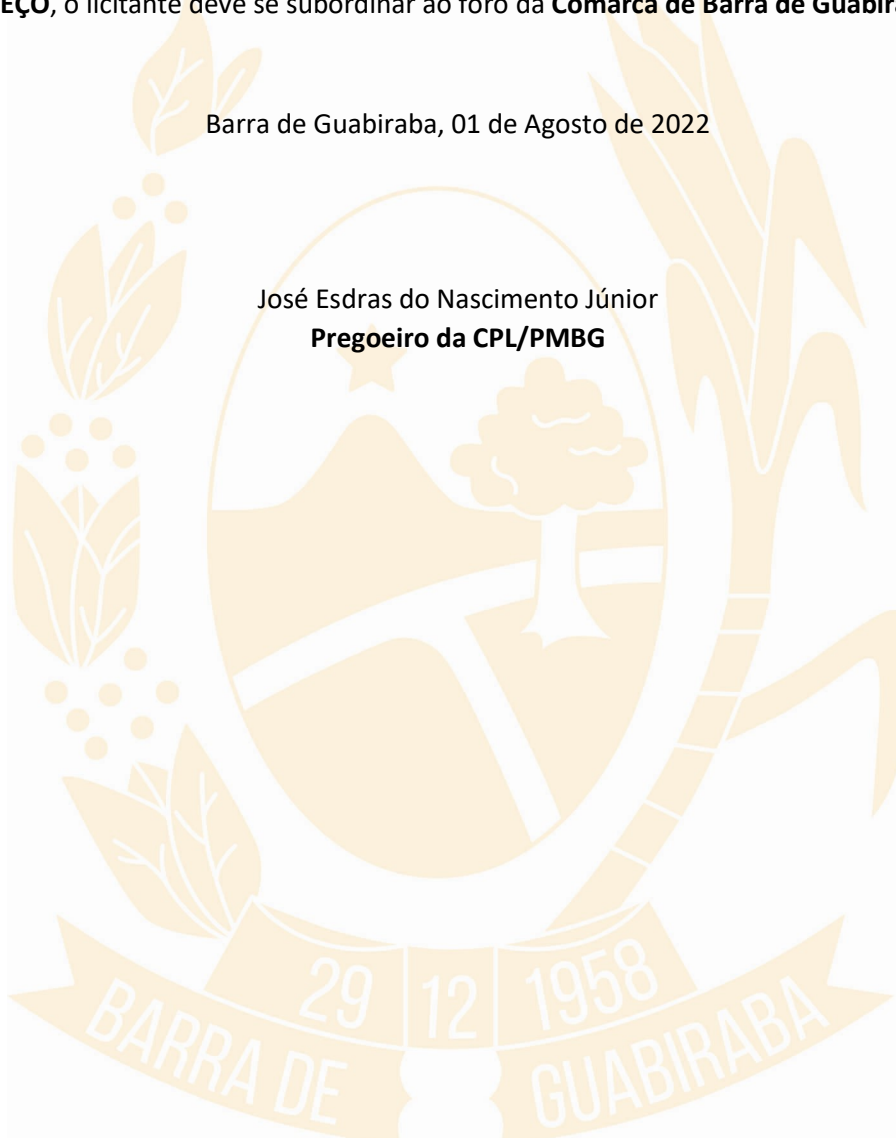 EÇO, o licitante deve se subordinar ao foro da Comarca de Barra de Guabira
Barra de Guabiraba, 01 de Agosto de 2022
José Esdras do Nascimento Júnior
Pregoeiro da CPL/PMBG
29 12 1958
BARRA DE GUABIRABA